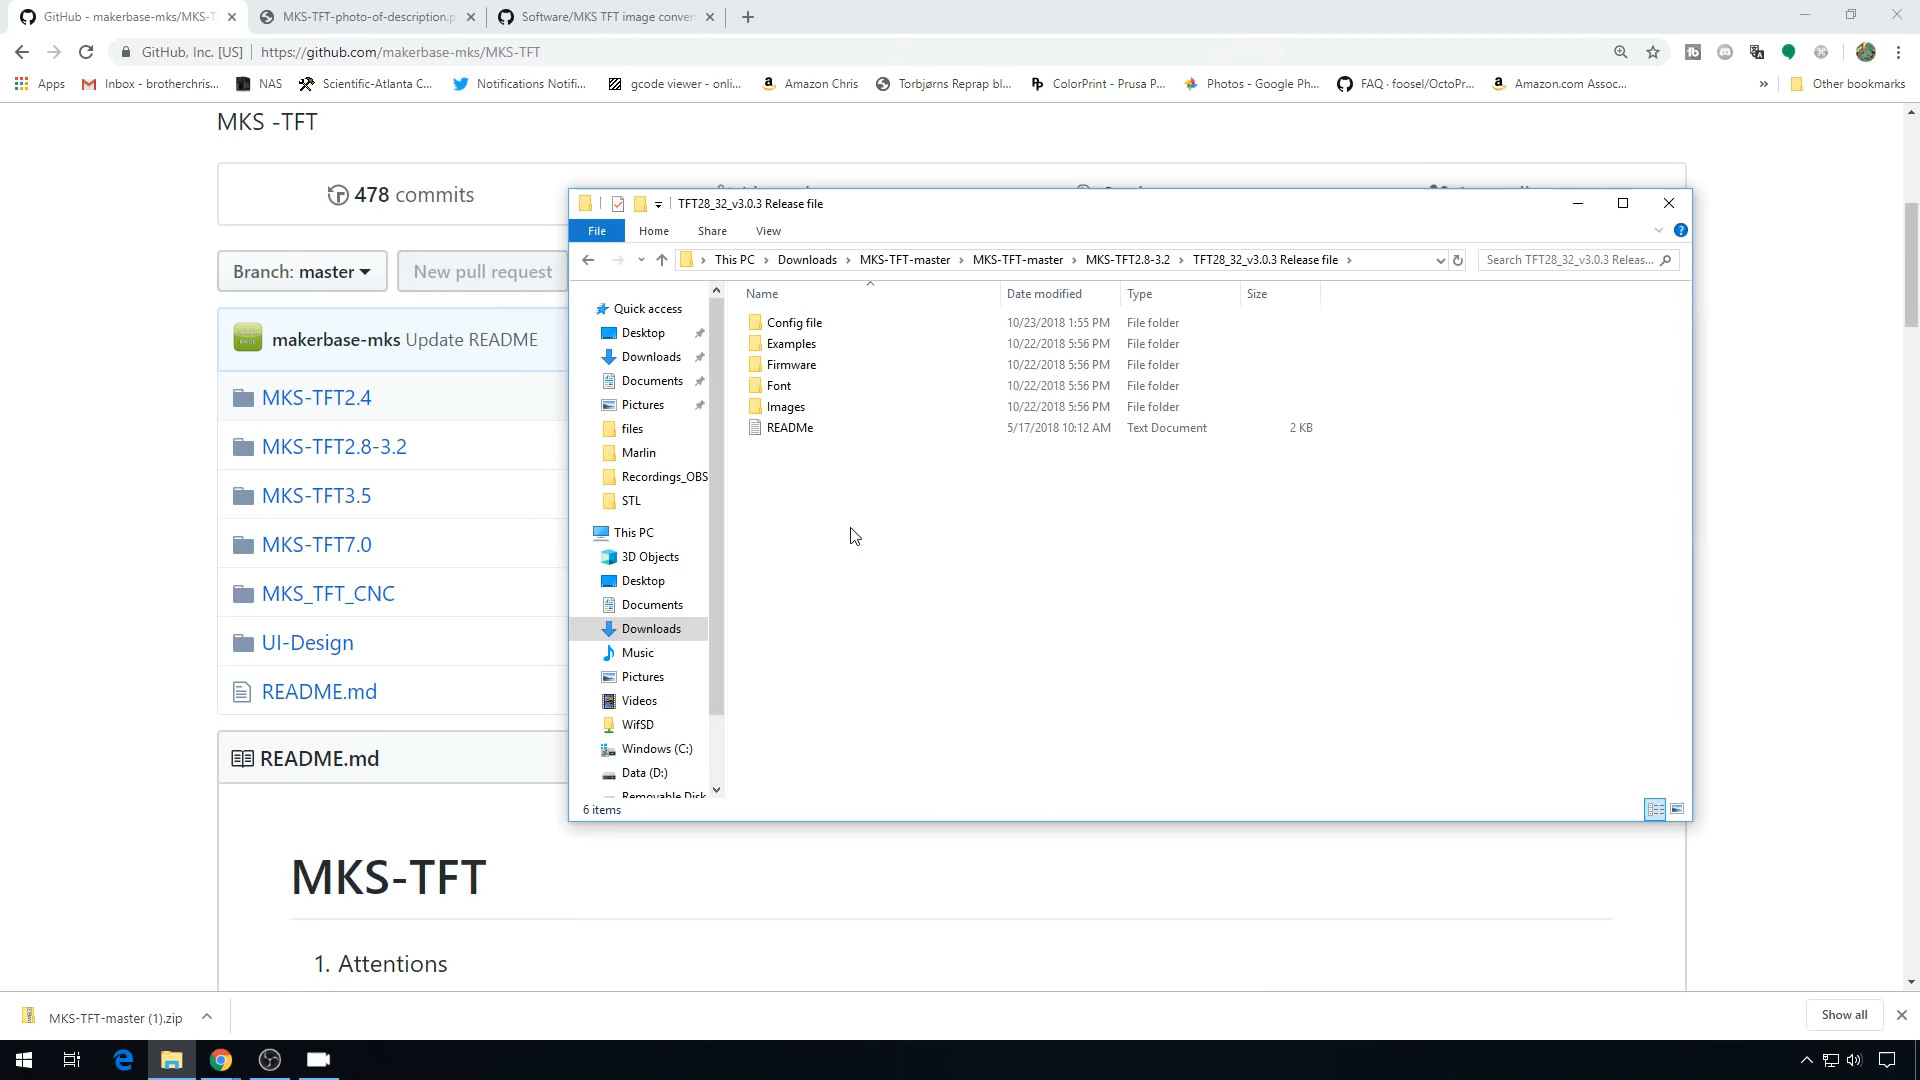 GitHub - makerbase-mks/MKS-T
MKS-TFT-photo-of-description.p
Software/MKS TFT image conver
GitHub, Inc. [US]
https://github.com/makerbase-mks/MKS-TFT
Apps
Inbox - brotherchris...
NAS
Scientific-Atlanta C...
Notifications Notifi...
gcode viewer - onli...
Amazon Chris
Torbjørns Reprap bl...
ColorPrint - Prusa P...
Photos - Google Ph...
FAQ · foosel/OctoPr...
Amazon.com Assoc...
»
Other bookmarks
MKS -TFT
478 commits
Branch: master
New pull request
makerbase-mks Update README
MKS-TFT2.4
MKS-TFT2.8-3.2
MKS-TFT3.5
MKS-TFT7.0
MKS_TFT_CNC
UI-Design
README.md
README.md
MKS-TFT
1. Attentions
TFT28_32_v3.0.3 Release file
File
Home
Share
View
This PC
Downloads
MKS-TFT-master
MKS-TFT-master
MKS-TFT2.8-3.2
TFT28_32_v3.0.3 Release file
Search TFT28_32_v3.0.3 Releas...
Quick access
Desktop
Downloads
Documents
Pictures
files
Marlin
Recordings_OBS
STL
This PC
3D Objects
Desktop
Documents
Downloads
Music
Pictures
Videos
WifSD
Windows (C:)
Data (D:)
Removable Disk
Name Date modified Type Size
Config file 10/23/2018 1:55 PM File folder
Examples 10/22/2018 5:56 PM File folder
Firmware 10/22/2018 5:56 PM File folder
Font 10/22/2018 5:56 PM File folder
Images 10/22/2018 5:56 PM File folder
READMe 5/17/2018 10:12 AM Text Document 2 KB
6 items
MKS-TFT-master (1).zip
Show all